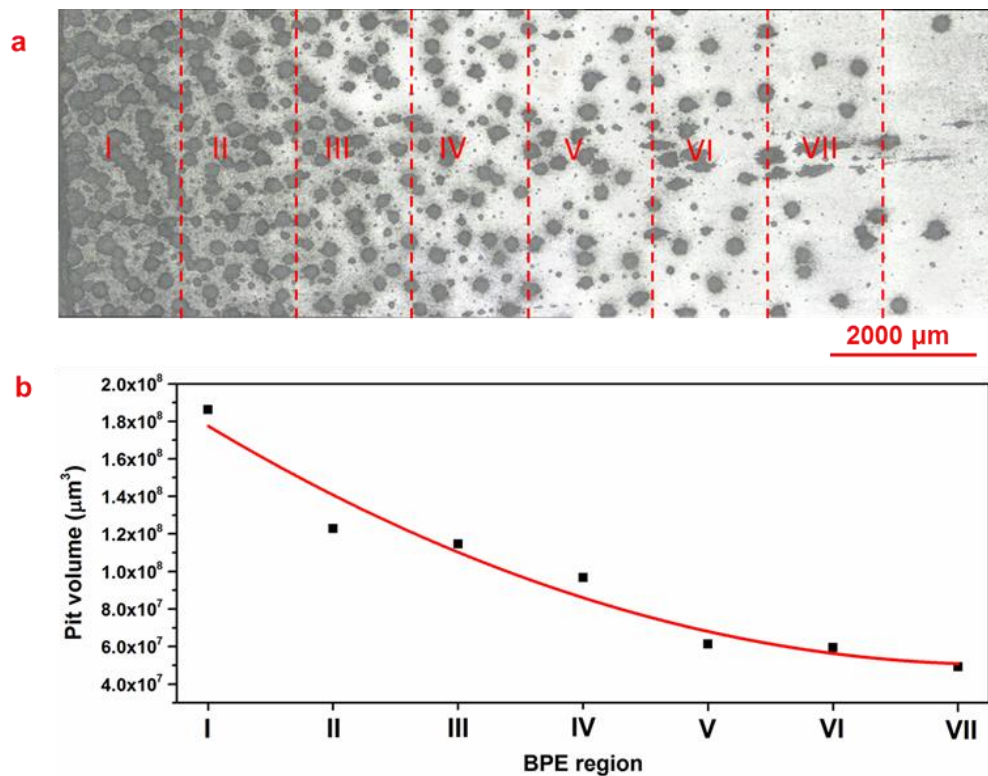 a
I II III IV V VI VII
2000 μm
b
2.0x10⁸
1.8x10⁸
1.6x10⁸
1.4x10⁸
1.2x10⁸
1.0x10⁸
8.0x10⁷
6.0x10⁷
4.0x10⁷
Pit volume (μm³)
I II III IV V VI VII
BPE region